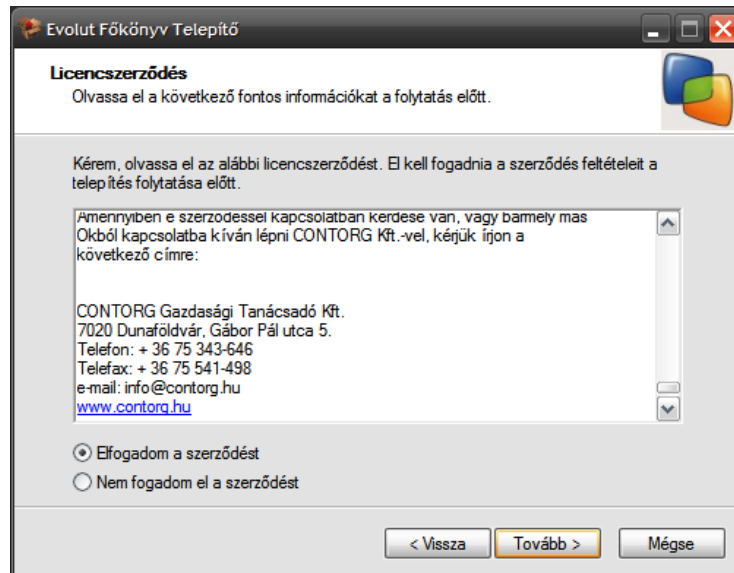 Evolut Főkönyv Telepítő
Licencszerződés
Olvassa el a következő fontos információkat a folytatás előtt.
Kérem, olvassa el az alábbi licencszerződést. El kell fogadnia a szerződés feltételeit a
telepítés folytatása előtt.
Amennyiben e szerződéssel kapcsolatban kérdése van, vagy bármely más
Okból kapcsolatba kíván lépni CONTORG Kft.-vel, kérjük írjon a
következő címre:
CONTORG Gazdasági Tanácsadó Kft.
7020 Dunaföldvár, Gábor Pál utca 5.
Telefon: + 36 75 343-646
Telefax: + 36 75 541-498
e-mail: info@contorg.hu
www.contorg.hu
Elfogadom a szerződést
Nem fogadom el a szerződést
< Vissza Tovább > Mégse